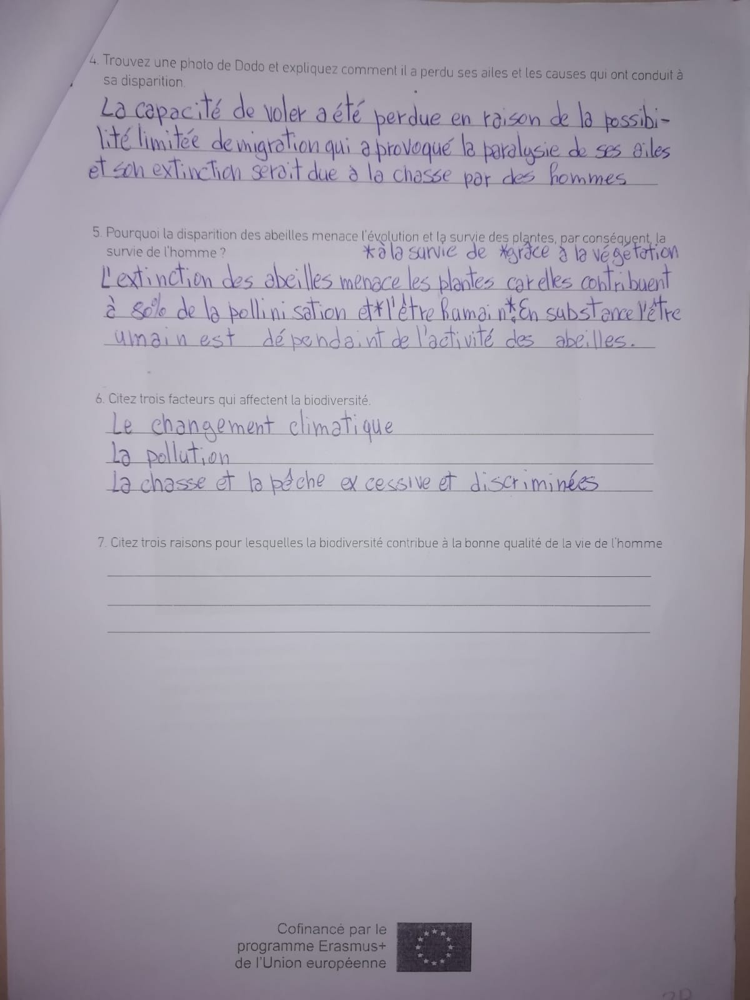 4. Trouvez une photo de Dodo et expliquez comment il a perdu ses ailes et les causes qui ont conduit à
sa disparition.
La capacité de voler a été perdue en raison de la possibi-
lité limitée de migration qui a provoqué la paralysie de ses ailes
et son extinction serait due à la chasse par des hommes
5. Pourquoi la disparition des abeilles menace l'évolution et la survie des plantes, par conséquent, la
survie de l'homme ?
*à la survie de *grâce à la végétation
L'extinction des abeilles menace les plantes car elles contribuent
à 80% de la pollinisation et*l'être humain*. En substance l'être
umain est dépendaint de l'activité des abeilles.
6. Citez trois facteurs qui affectent la biodiversité.
Le changement climatique
La pollution
La chasse et la pêche excessive et discriminées
7. Citez trois raisons pour lesquelles la biodiversité contribue à la bonne qualité de la vie de l'homme
Cofinancé par le
programme Erasmus+
de l'Union européenne